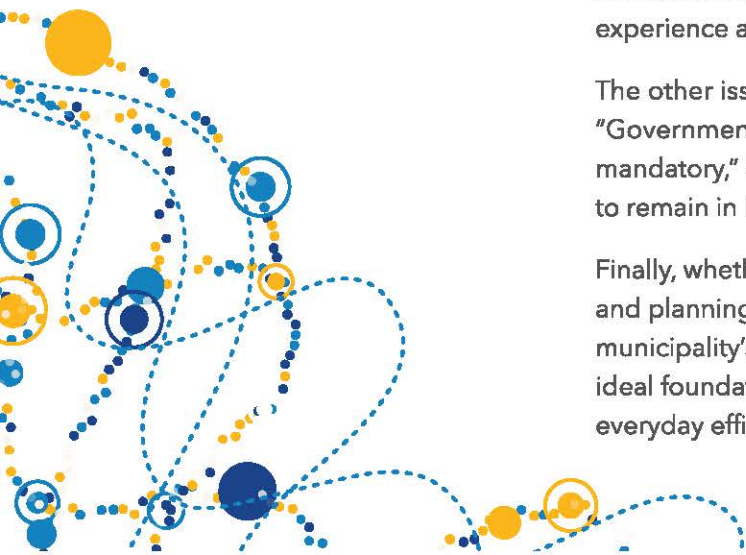 experience a
The other iss
"Governmen
mandatory,"
to remain in
Finally, wheth
and planning
municipality'
ideal founda
everyday effi